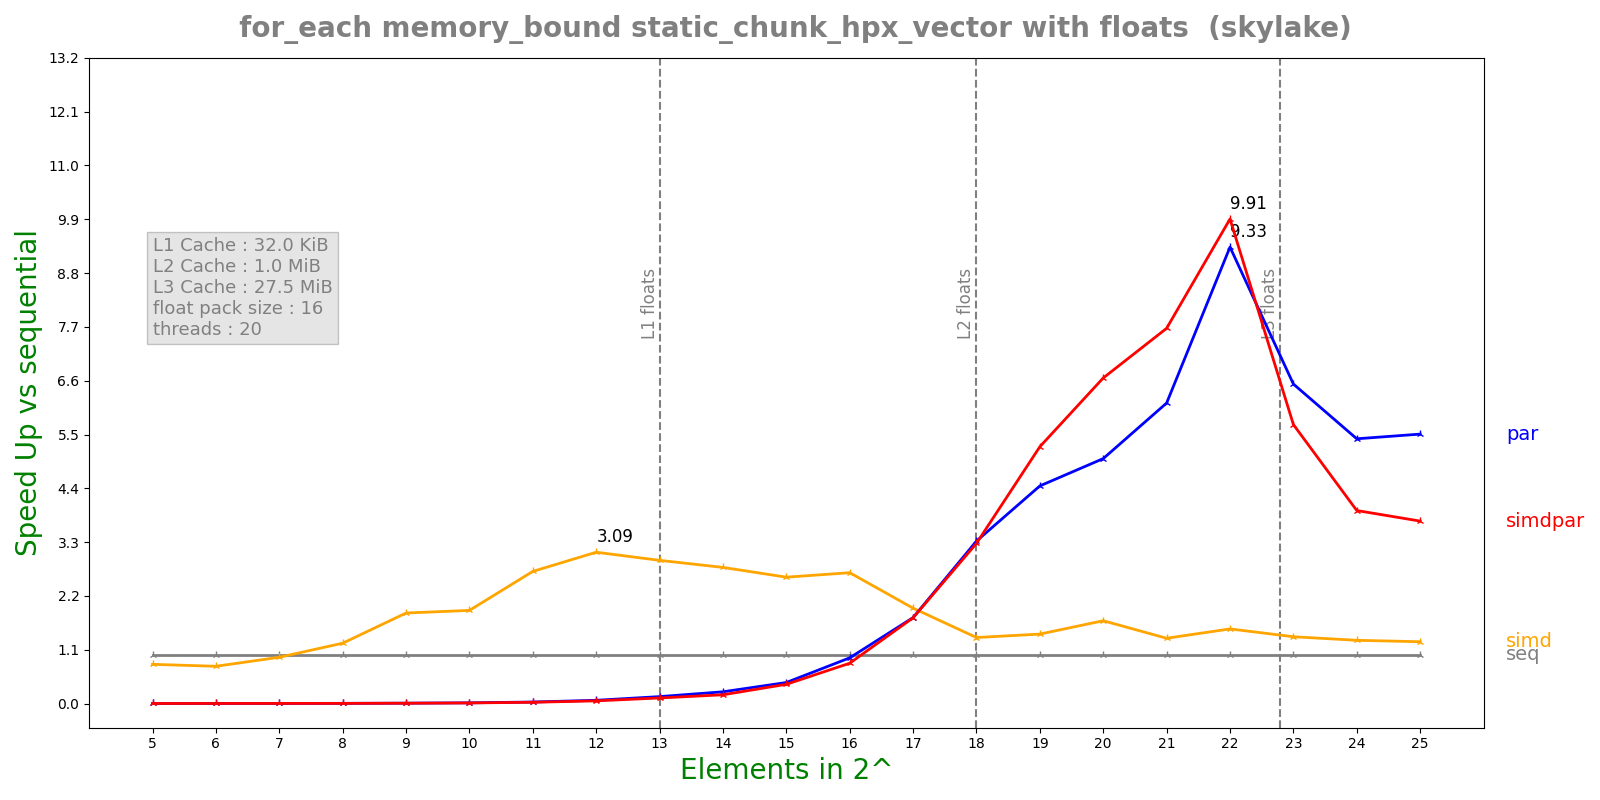 for_each memory_bound static_chunk_hpx_vector with floats (skylake)
Speed Up vs sequential
13.2
12.1
11.0
9.9
8.8
7.7
6.6
5.5
4.4
3.3
2.2
1.1
0.0
L1 Cache : 32.0 KiB
L2 Cache : 1.0 MiB
L3 Cache : 27.5 MiB
float pack size : 16
threads : 20
3.09
9.91
9.33
L1 floats
L2 floats
L3 floats
par
simdpar
simd
seq
5 6 7 8 9 10 11 12 13 14 15 16 17 18 19 20 21 22 23 24 25
Elements in 2^